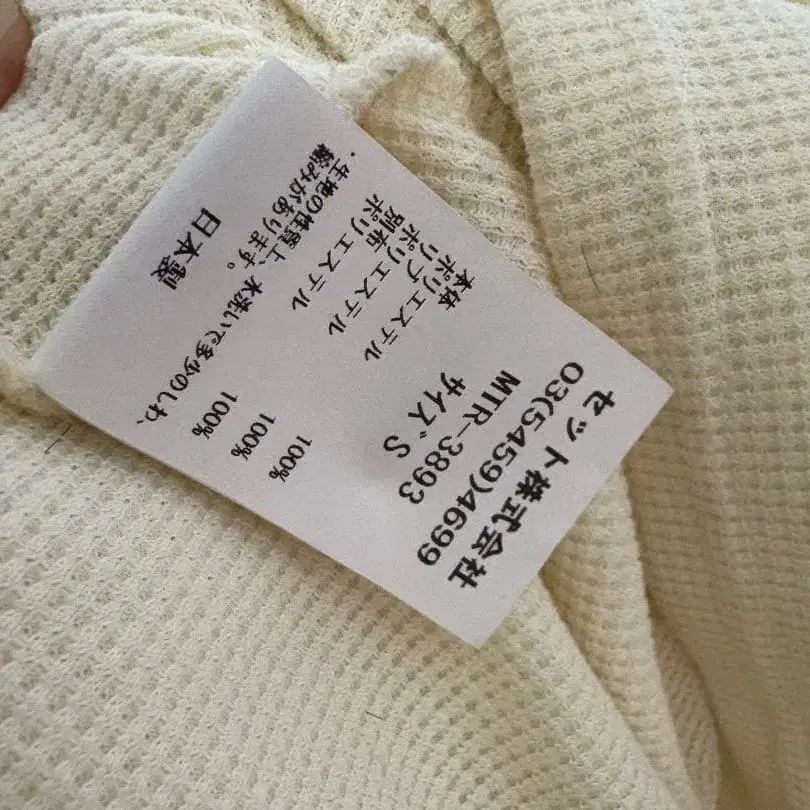 セット株式会社
03(5459)4699
MTR-3893
サイズ S
本体
ポリエステル 100%
リブ
ポリエステル 100%
別布
ポリエステル 100%
・生地の性質上、水洗いで多少のしわ、
縮みがあります。
日本製